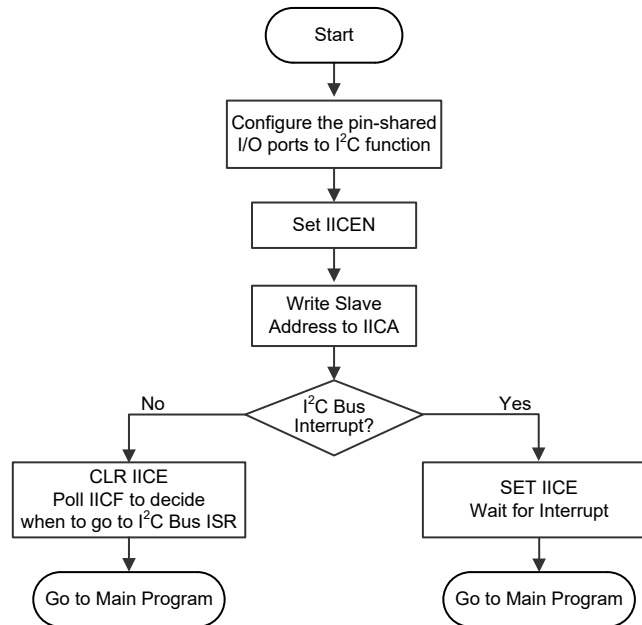 Start
Configure the pin-shared
I/O ports to I²C function
Set IICEN
Write Slave
Address to IICA
I²C Bus
Interrupt?
No
Yes
CLR IICE
Poll IICF to decide
when to go to I²C Bus ISR
SET IICE
Wait for Interrupt
Go to Main Program
Go to Main Program